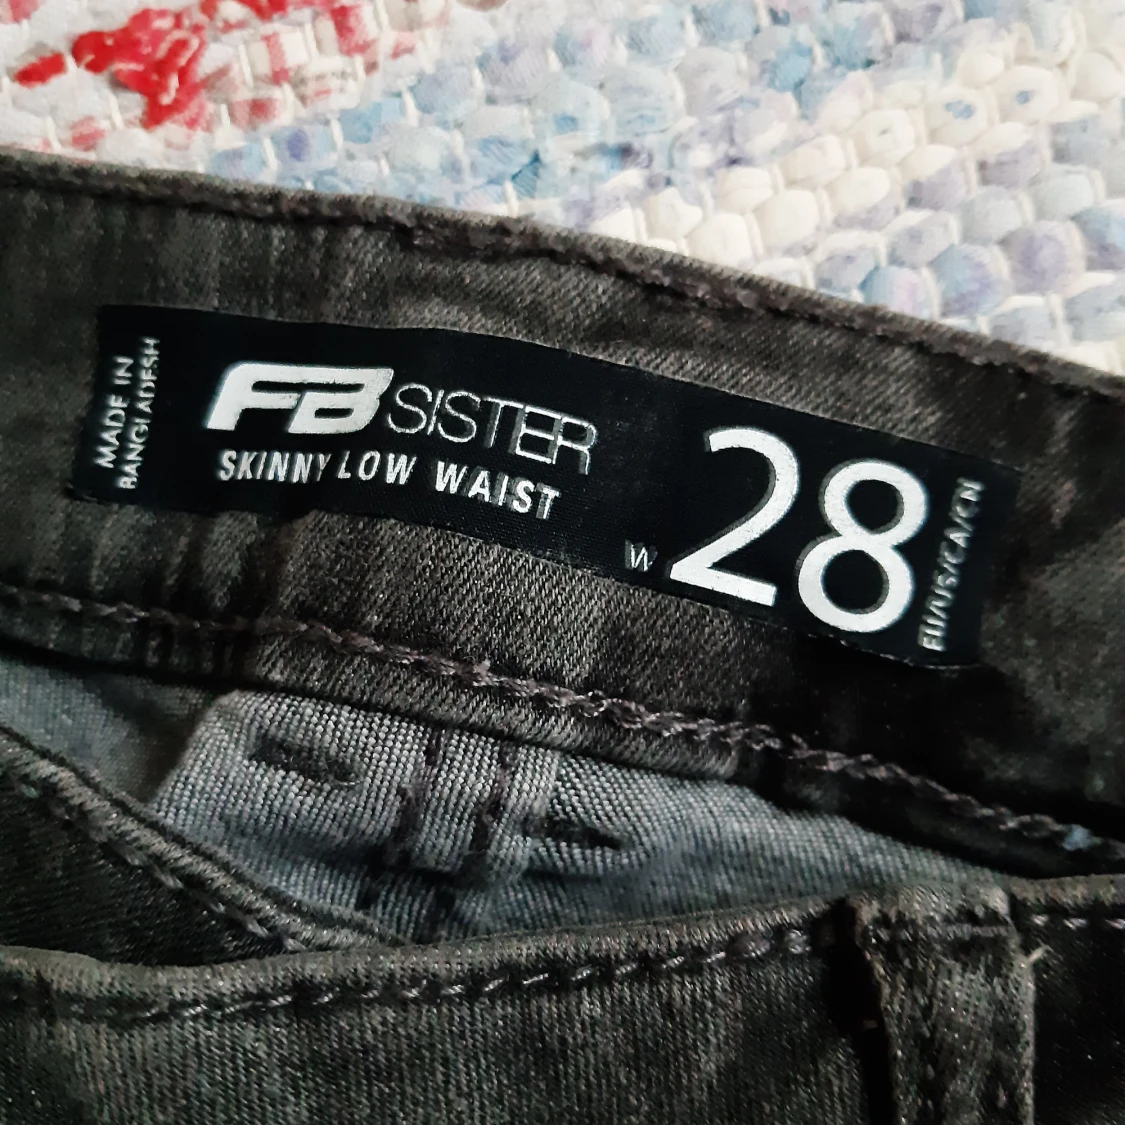 MADE IN
BANGLADESH
FB SISTER
SKINNY LOW WAIST
W 28
EU/US/CA/CN